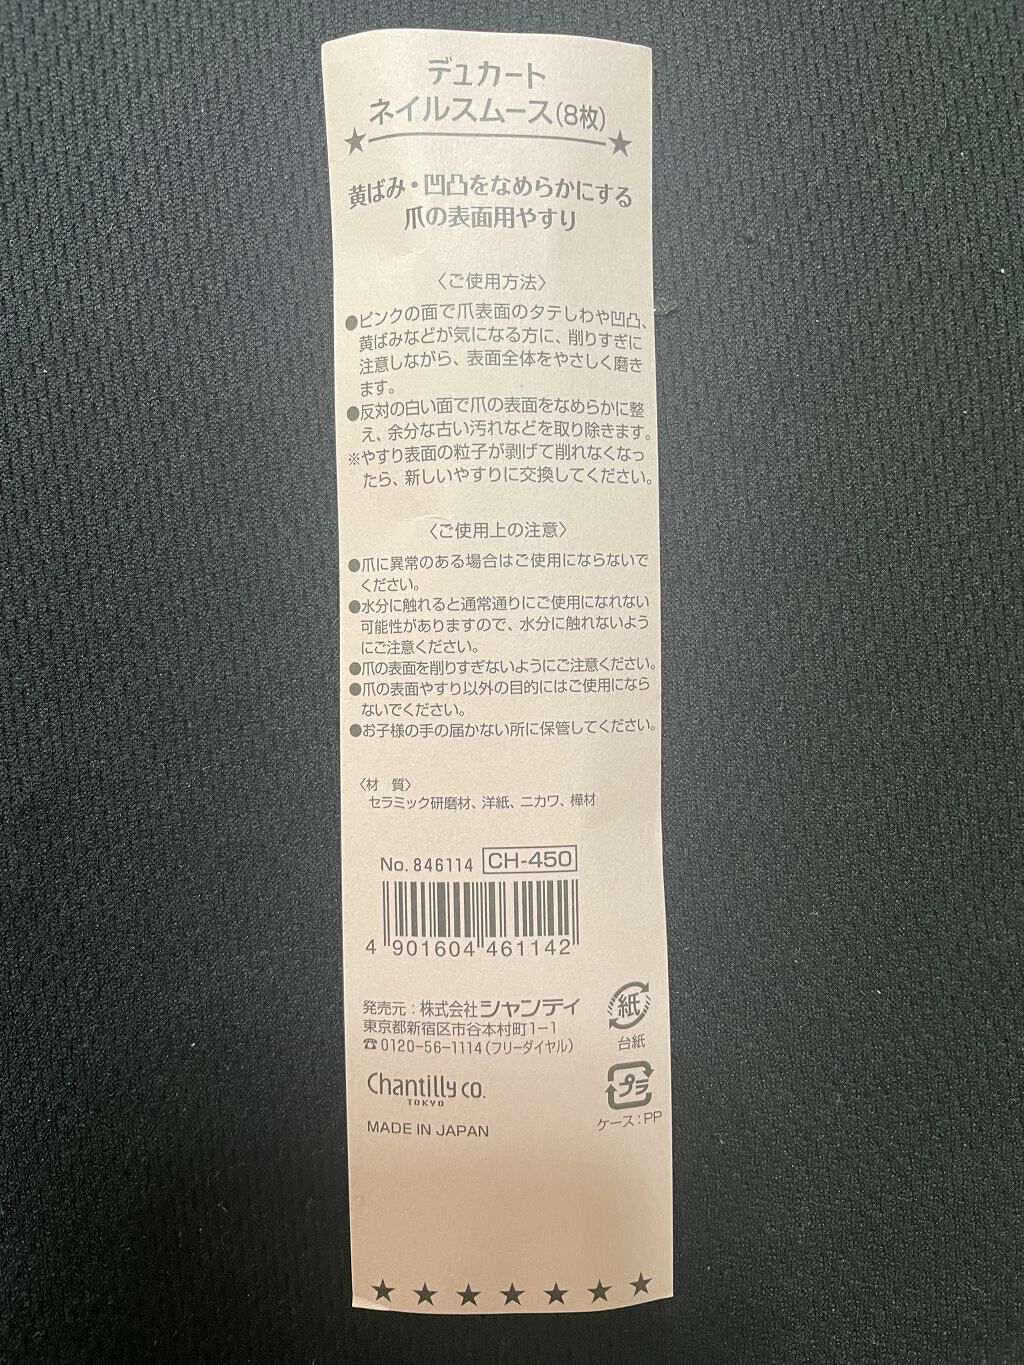 デュカート
ネイルスムース(8枚)
★ ★
黄ばみ・凹凸をなめらかにする
爪の表面用やすり
〈ご使用方法〉
●ピンクの面で爪表面のタテしわや凹凸、
黄ばみなどが気になる方に、削りすぎに
注意しながら、表面全体をやさしく磨き
ます。
●反対の白い面で爪の表面をなめらかに整
え、余分な古い汚れなどを取り除きます。
※やすり表面の粒子が剥げて削れなくなっ
たら、新しいやすりに交換してください。
〈ご使用上の注意〉
●爪に異常のある場合はご使用にならないで
ください。
●水分に触れると通常通りにご使用になれない
可能性がありますので、水分に触れないよう
にご注意ください。
●爪の表面を削りすぎないようにご注意ください。
●爪の表面やすり以外の目的にはご使用になら
ないでください。
●お子様の手の届かない所に保管してください。
〈材　質〉
セラミック研磨材、洋紙、ニカワ、樺材
No. 846114 CH-450
4 901604 461142
発売元：株式会社シャンティ
東京都新宿区市谷本村町1-1
☎0120-56-1114(フリーダイヤル)
紙
台紙
プラ
ケース：PP
Chantilly co.
TOKYO
MADE IN JAPAN
★ ★ ★ ★ ★ ★ ★